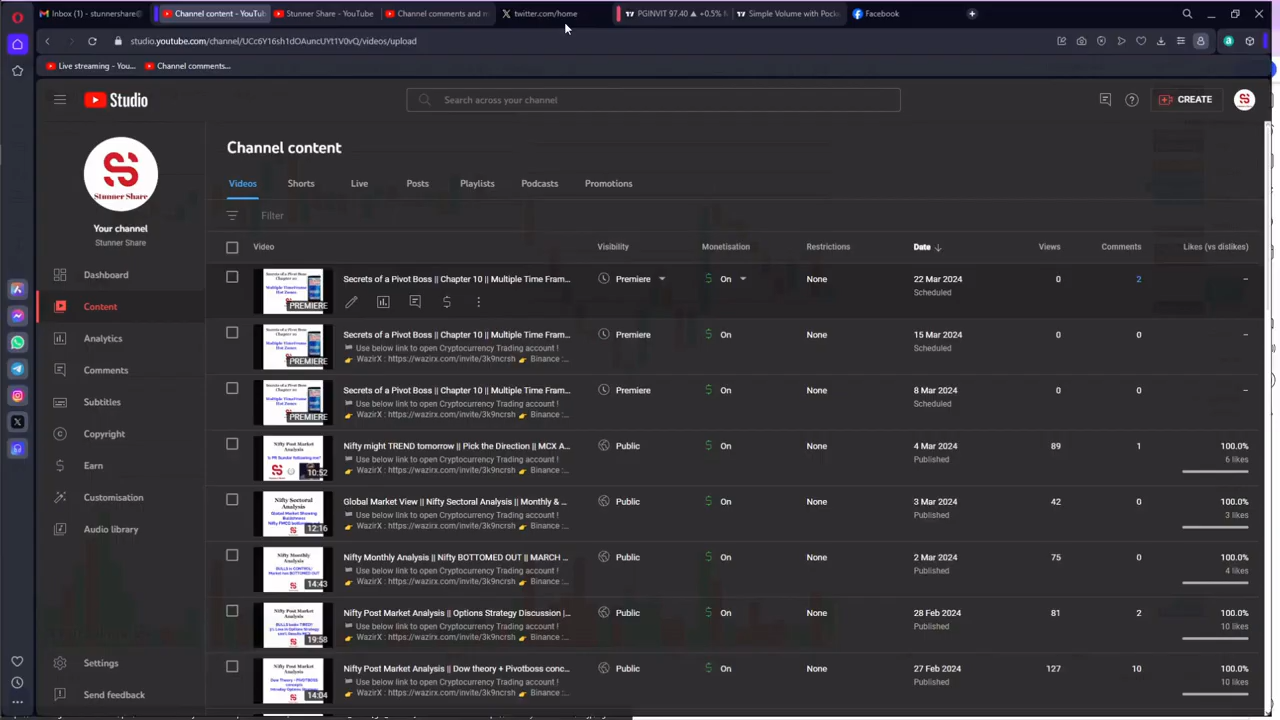 Inbox (1) - stunnershare@
Channel content - YouTub
Stunner Share - YouTube
Channel comments and m
twitter.com/home
PGINVIT 97.40 ▲ +0.5%
Simple Volume with Pock
Facebook
studio.youtube.com/channel/UCc6Y16sh1dOAuncUYt1V0vQ/videos/upload
Live streaming - You...
Channel comments...
Studio
Search across your channel
CREATE
Stunner Share
Your channel
Stunner Share
Dashboard
Content
Analytics
Comments
Subtitles
Copyright
Earn
Customisation
Audio library
Settings
Send feedback
Channel content
Videos Shorts Live Posts Playlists Podcasts Promotions
Filter
Video Visibility Monetisation Restrictions Date Views Comments Likes (vs dislikes)
Secrets of a Pivot Boss || Chapter 10 || Multiple Time Fram... Premiere On None 22 Mar 2024 0 2 –
Scheduled
PREMIERE
Secrets of a Pivot Boss || Chapter 10 || Multiple Time Fram... Premiere On None 15 Mar 2024 0 0 –
Use below link to open Cryptocurrency Trading account ! Scheduled
WazirX : https://wazirx.com/invite/3k9ncrsh 👉 Binance :...
PREMIERE
Secrets of a Pivot Boss || Chapter 10 || Multiple Time Fram... Premiere On None 8 Mar 2024 0 0 –
Use below link to open Cryptocurrency Trading account ! Scheduled
WazirX : https://wazirx.com/invite/3k9ncrsh 👉 Binance :...
PREMIERE
Nifty might TREND tomorrow || Pick the Direction || MCX A... Public On None 4 Mar 2024 89 1 100.0%
Use below link to open Cryptocurrency Trading account ! Published 6 likes
WazirX : https://wazirx.com/invite/3k9ncrsh 👉 Binance :...
10:52
Global Market View || Nifty Sectoral Analysis || Monthly & ... Public On None 3 Mar 2024 42 0 100.0%
Use below link to open Cryptocurrency Trading account ! Published 3 likes
WazirX : https://wazirx.com/invite/3k9ncrsh 👉 Binance :...
12:16
Nifty Monthly Analysis || Nifty BOTTOMED OUT || MARCH ... Public On None 2 Mar 2024 75 0 100.0%
Use below link to open Cryptocurrency Trading account ! Published 4 likes
WazirX : https://wazirx.com/invite/3k9ncrsh 👉 Binance :...
14:43
Nifty Post Market Analysis || Options Strategy Discussion |... Public On None 28 Feb 2024 81 2 100.0%
Use below link to open Cryptocurrency Trading account ! Published 10 likes
WazirX : https://wazirx.com/invite/3k9ncrsh 👉 Binance :...
19:58
Nifty Post Market Analysis || Dow theory + Pivotboss conc... Public On None 27 Feb 2024 127 10 100.0%
Use below link to open Cryptocurrency Trading account ! Published 10 likes
WazirX : https://wazirx.com/invite/3k9ncrsh 👉 Binance :...
14:04